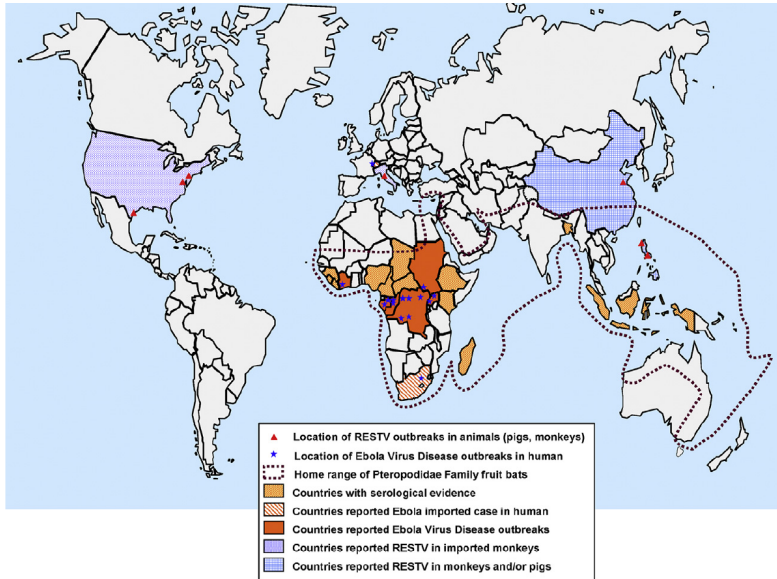 Location of RESTV outbreaks in animals (pigs, monkeys)
Location of Ebola Virus Disease outbreaks in human
Home range of Pteropodidae Family fruit bats
Countries with serological evidence
Countries reported Ebola imported case in human
Countries reported Ebola Virus Disease outbreaks
Countries reported RESTV in imported monkeys
Countries reported RESTV in monkeys and/or pigs